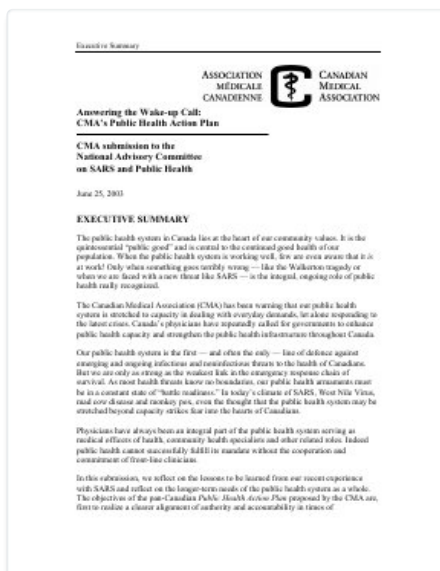 Executive Summary
ASSOCIATION
MÉDICALE
CANADIENNE
CANADIAN
MEDICAL
ASSOCIATION
Answering the Wake-up Call:
CMA's Public Health Action Plan
CMA submission to the
National Advisory Committee
on SARS and Public Health
June 25, 2003
EXECUTIVE SUMMARY
The public health system in Canada lies at the heart of our community values. It is the
quintessential "public good" and is central to the continued good health of our
population. When the public health system is working well, few are even aware that it is
at work! Only when something goes terribly wrong — like the Walkerton tragedy or
when we are faced with a new threat like SARS — is the integral, ongoing role of public
health really recognized.
The Canadian Medical Association (CMA) has been warning that our public health
system is stretched to capacity in dealing with everyday demands, let alone responding to
the latest crises. Canada's physicians have repeatedly called for governments to enhance
public health capacity and strengthen the public health infrastructure throughout Canada.
Our public health system is the first — and often the only — line of defence against
emerging and ongoing infectious and noninfectious threats to the health of Canadians.
But we are only as strong as the weakest link in the emergency response chain of
survival. As most health threats know no boundaries, our public health armaments must
be in a constant state of "battle readiness." In today's climate of SARS, West Nile Virus,
mad cow disease and monkey pox, even the thought that the public health system may be
stretched beyond capacity strikes fear into the hearts of Canadians.
Physicians have always been an integral part of the public health system serving as
medical officers of health, community health specialists and other related roles. Indeed
public health cannot successfully fulfill its mandate without the cooperation and
commitment of front-line clinicians.
In this submission, we reflect on the lessons to be learned from our recent experience
with SARS and reflect on the longer-term needs of the public health system as a whole.
The objectives of the pan-Canadian Public Health Action Plan proposed by the CMA are,
first to realize a clearer alignment of authority and accountability in times of